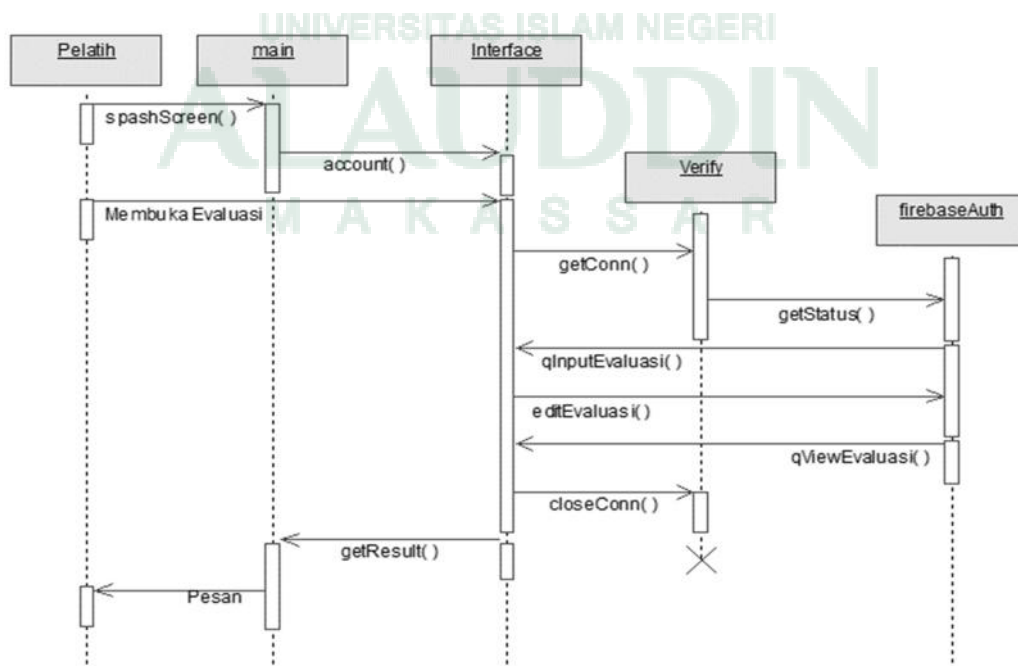 UNIVERSITAS ISLAM NEGERI
ALAUDDIN
MAKASSAR
Pelatih
main
Interface
spashScreen( )
account( )
Verify
Membuka Evaluasi
firebaseAuth
getConn( )
getStatus( )
qInputEvaluasi( )
editEvaluasi( )
qViewEvaluasi( )
closeConn( )
getResult( )
Pesan